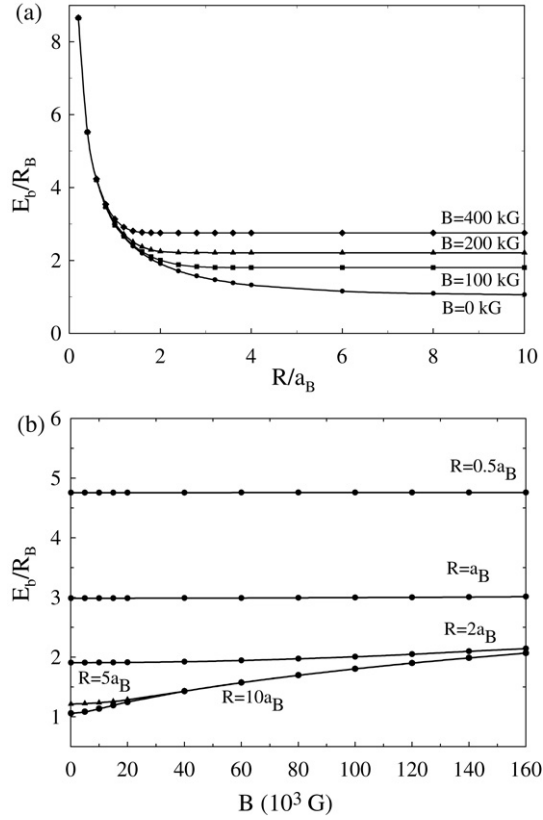 (a)
8
6
4
2
0
E_b/R_B
B=400 kG
B=200 kG
B=100 kG
B=0 kG
0 2 4 6 8 10
R/a_B
(b)
6
5
4
3
2
1
E_b/R_B
R=0.5a_B
R=a_B
R=2a_B
R=5a_B
R=10a_B
0 20 40 60 80 100 120 140 160
B (10³ G)